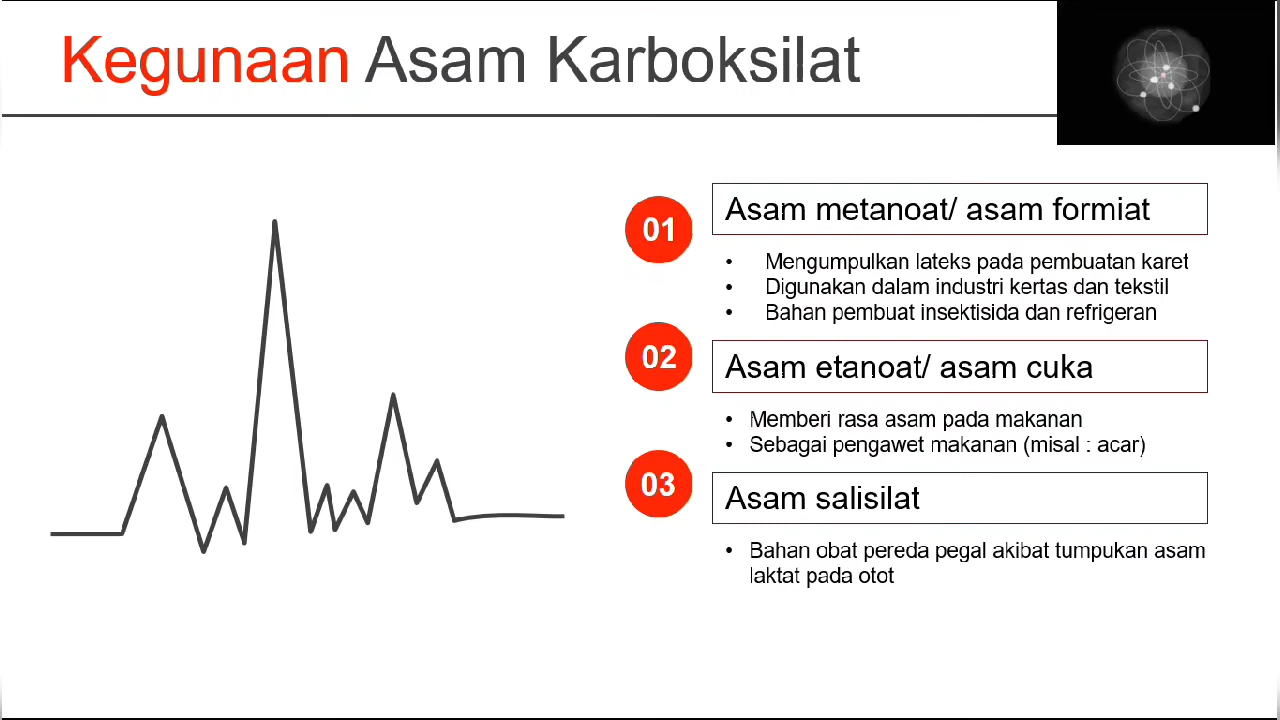 Kegunaan Asam Karboksilat
01
Asam metanoat/ asam formiat
• Mengumpulkan lateks pada pembuatan karet
• Digunakan dalam industri kertas dan tekstil
• Bahan pembuat insektisida dan refrigeran
02
Asam etanoat/ asam cuka
• Memberi rasa asam pada makanan
• Sebagai pengawet makanan (misal : acar)
03
Asam salisilat
• Bahan obat pereda pegal akibat tumpukan asam
laktat pada otot